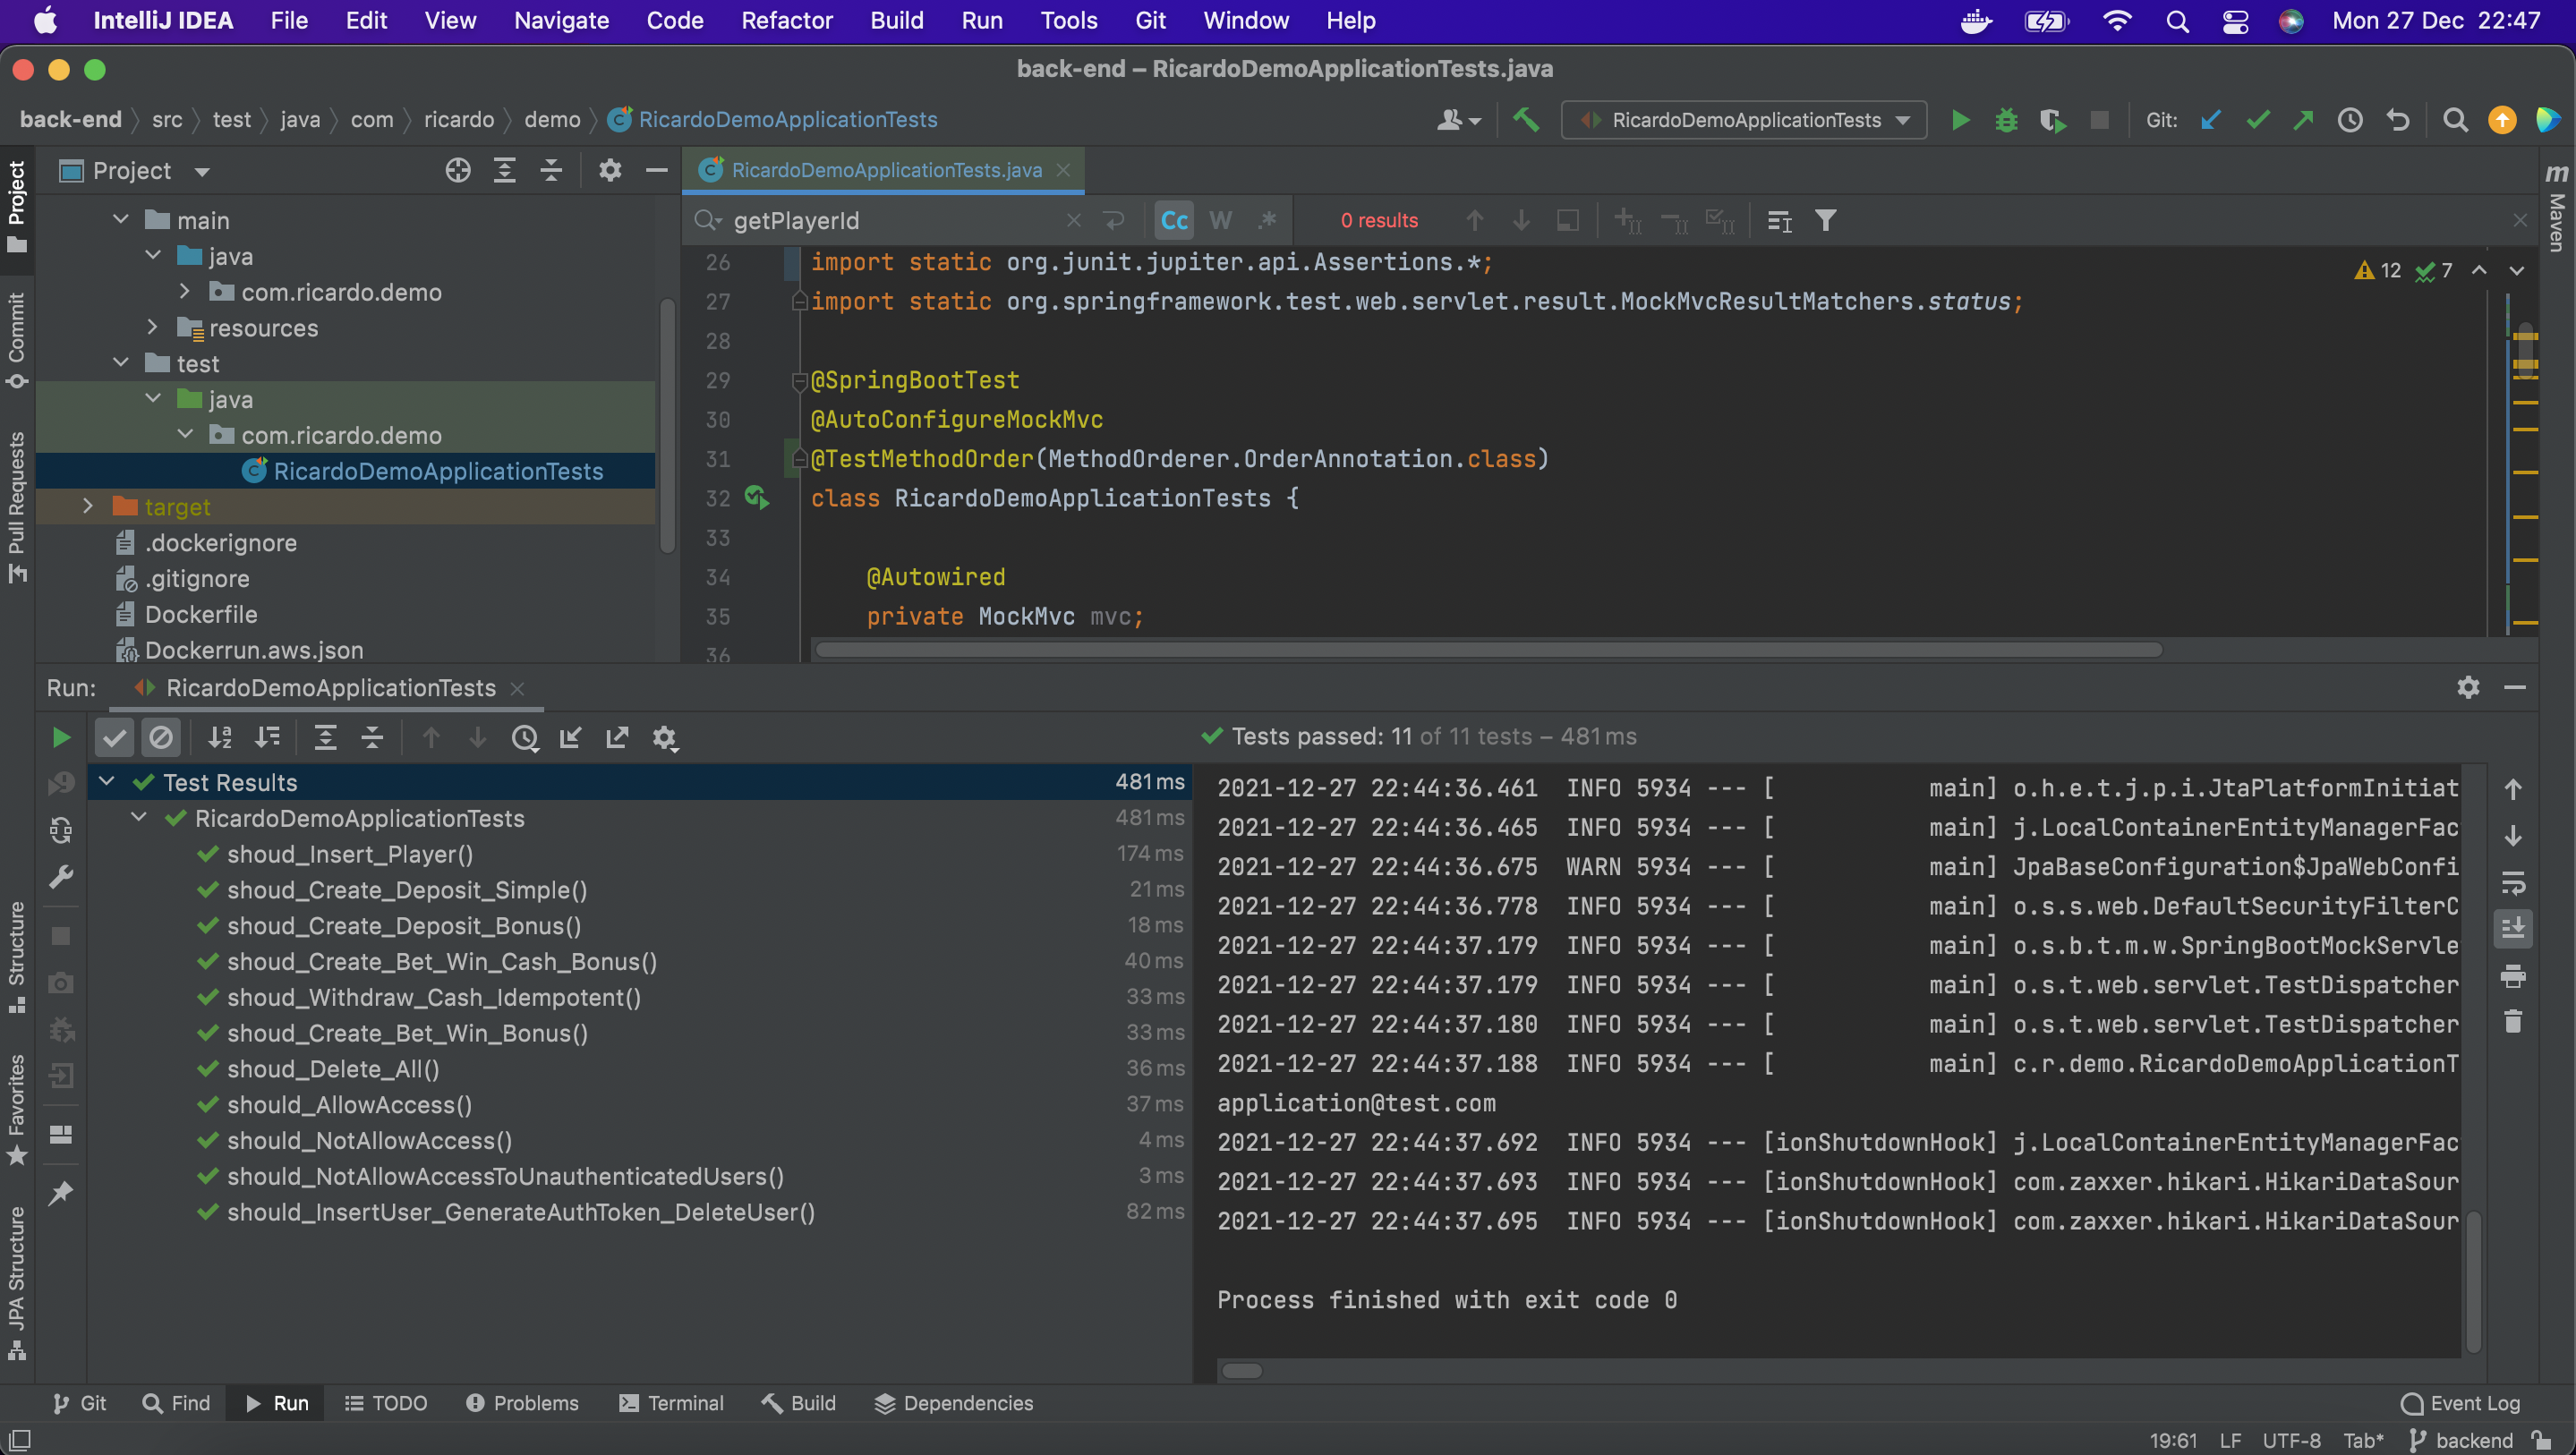 IntelliJ IDEA File Edit View Navigate Code Refactor Build Run Tools Git Window Help Mon 27 Dec 22:47
back-end – RicardoDemoApplicationTests.java
back-end src test java com ricardo demo RicardoDemoApplicationTests RicardoDemoApplicationTests Git:
Project
Commit
Pull Requests
Structure
Favorites
JPA Structure
Maven
Project
main
java
com.ricardo.demo
resources
test
java
com.ricardo.demo
RicardoDemoApplicationTests
target
.dockerignore
.gitignore
Dockerfile
Dockerrun.aws.json
RicardoDemoApplicationTests.java
getPlayerId Cc W .* 0 results
12 7
26 import static org.junit.jupiter.api.Assertions.*;
27 import static org.springframework.test.web.servlet.result.MockMvcResultMatchers.status;
28
29 @SpringBootTest
30 @AutoConfigureMockMvc
31 @TestMethodOrder(MethodOrderer.OrderAnnotation.class)
32 class RicardoDemoApplicationTests {
33
34 @Autowired
35 private MockMvc mvc;
36
Run: RicardoDemoApplicationTests
Tests passed: 11 of 11 tests – 481 ms
Test Results 481 ms
RicardoDemoApplicationTests 481 ms
shoud_Insert_Player() 174 ms
shoud_Create_Deposit_Simple() 21 ms
shoud_Create_Deposit_Bonus() 18 ms
shoud_Create_Bet_Win_Cash_Bonus() 40 ms
shoud_Withdraw_Cash_Idempotent() 33 ms
shoud_Create_Bet_Win_Bonus() 33 ms
shoud_Delete_All() 36 ms
should_AllowAccess() 37 ms
should_NotAllowAccess() 4 ms
should_NotAllowAccessToUnauthenticatedUsers() 3 ms
should_InsertUser_GenerateAuthToken_DeleteUser() 82 ms
2021-12-27 22:44:36.461 INFO 5934 --- [ main] o.h.e.t.j.p.i.JtaPlatformInitiat
2021-12-27 22:44:36.465 INFO 5934 --- [ main] j.LocalContainerEntityManagerFac
2021-12-27 22:44:36.675 WARN 5934 --- [ main] JpaBaseConfiguration$JpaWebConfi
2021-12-27 22:44:36.778 INFO 5934 --- [ main] o.s.s.web.DefaultSecurityFilterC
2021-12-27 22:44:37.179 INFO 5934 --- [ main] o.s.b.t.m.w.SpringBootMockServle
2021-12-27 22:44:37.179 INFO 5934 --- [ main] o.s.t.web.servlet.TestDispatcher
2021-12-27 22:44:37.180 INFO 5934 --- [ main] o.s.t.web.servlet.TestDispatcher
2021-12-27 22:44:37.188 INFO 5934 --- [ main] c.r.demo.RicardoDemoApplicationT
application@test.com
2021-12-27 22:44:37.692 INFO 5934 --- [ionShutdownHook] j.LocalContainerEntityManagerFac
2021-12-27 22:44:37.693 INFO 5934 --- [ionShutdownHook] com.zaxxer.hikari.HikariDataSour
2021-12-27 22:44:37.695 INFO 5934 --- [ionShutdownHook] com.zaxxer.hikari.HikariDataSour
Process finished with exit code 0
Git Find Run TODO Problems Terminal Build Dependencies Event Log
19:61 LF UTF-8 Tab* backend